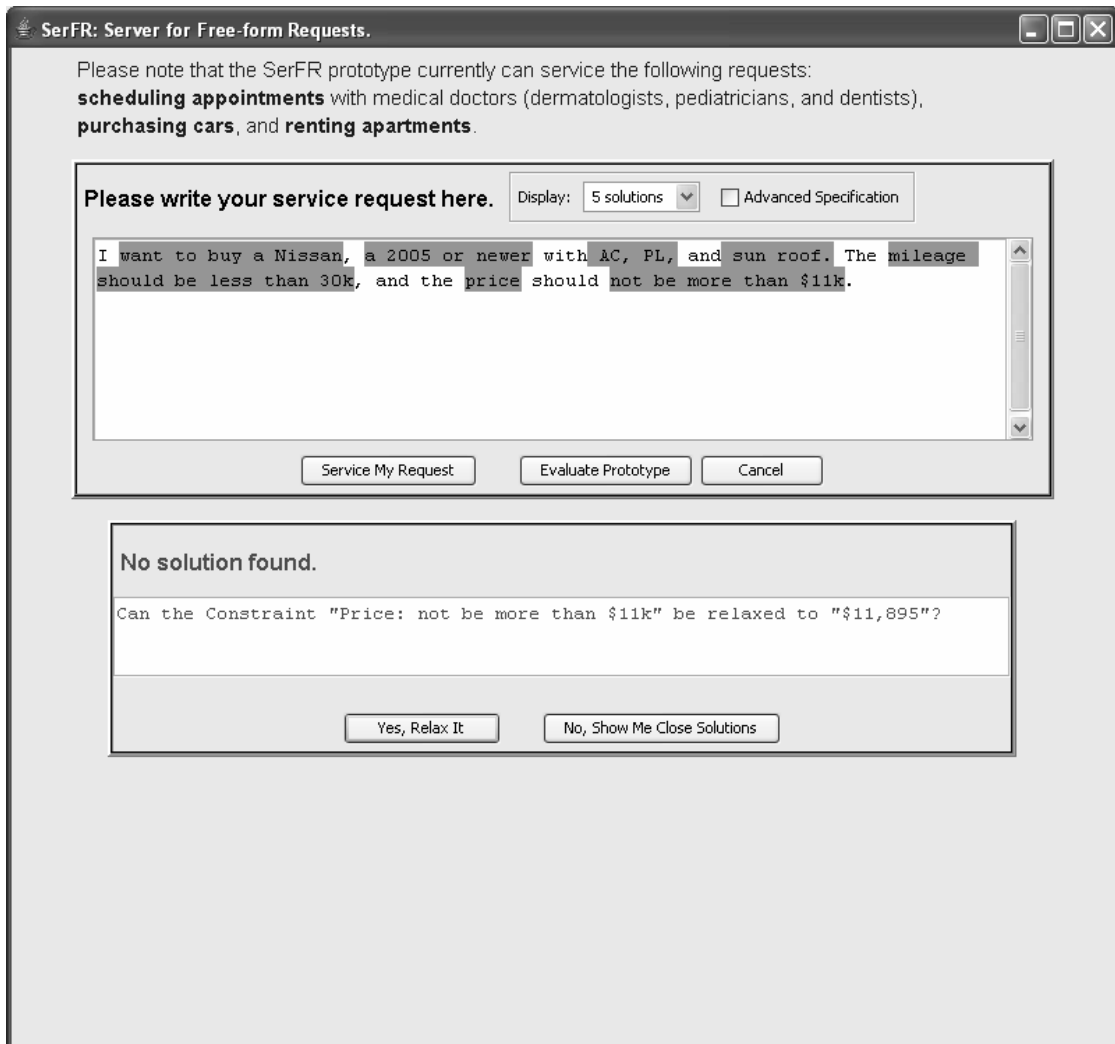 SerFR: Server for Free-form Requests.
Please note that the SerFR prototype currently can service the following requests:
scheduling appointments with medical doctors (dermatologists, pediatricians, and dentists),
purchasing cars, and renting apartments.
Please write your service request here. Display: 5 solutions Advanced Specification
I want to buy a Nissan, a 2005 or newer with AC, PL, and sun roof. The mileage
should be less than 30k, and the price should not be more than $11k.
Service My Request Evaluate Prototype Cancel
No solution found.
Can the Constraint "Price: not be more than $11k" be relaxed to "$11,895"?
Yes, Relax It No, Show Me Close Solutions